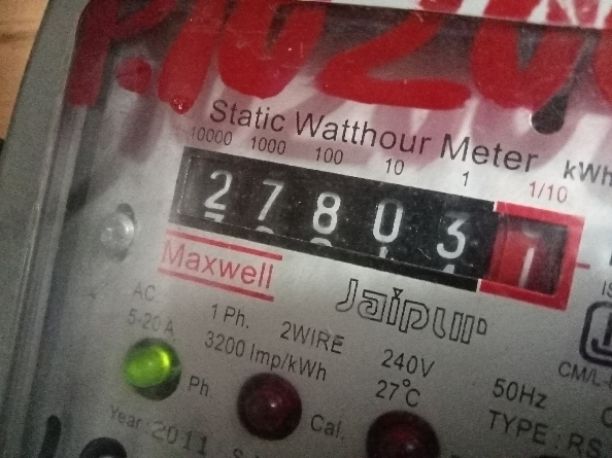 P.16200
Static Watthour Meter
10000 1000 100 10 1 1/10 kWh
2 7 8 0 3 1
Maxwell
Jaipur
AC
5-20 A
1 Ph. 2WIRE 240V 50Hz
3200 Imp/kWh 27°C
TYPE : RS
Ph. Cal.
Year: 2011
CM/L